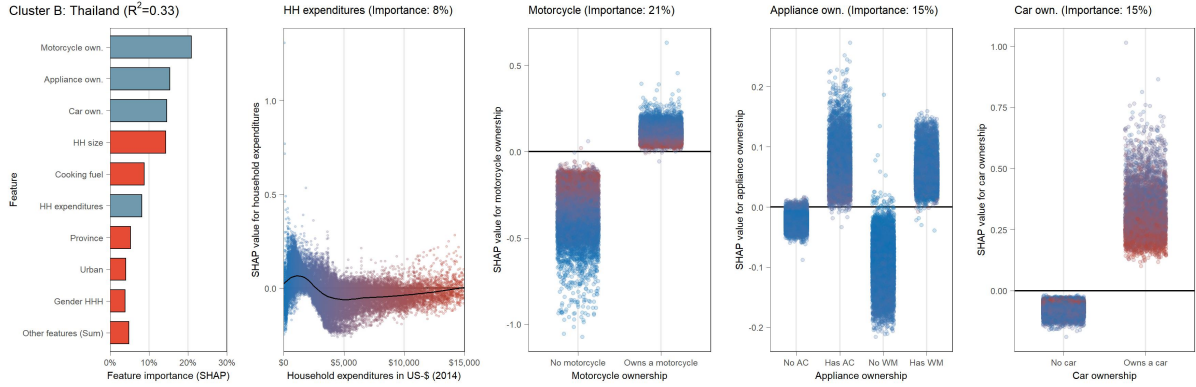 Cluster B: Thailand (R²=0.33)
Feature
Motorcycle own.
Appliance own.
Car own.
HH size
Cooking fuel
HH expenditures
Province
Urban
Gender HHH
Other features (Sum)
0% 10% 20% 30%
Feature importance (SHAP)
HH expenditures (Importance: 8%)
SHAP value for household expenditures
1.0
0.5
0.0
$0 $5,000 $10,000 $15,000
Household expenditures in US-$ (2014)
Motorcycle own. (Importance: 21%)
SHAP value for motorcycle ownership
0.5
0.0
-0.5
-1.0
No motorcycle Owns a motorcycle
Motorcycle ownership
Appliance own. (Importance: 15%)
SHAP value for appliance ownership
0.2
0.1
0.0
-0.1
-0.2
No AC Has AC No WM Has WM
Appliance ownership
Car own. (Importance: 15%)
SHAP value for car ownership
1.00
0.75
0.50
0.25
0.00
No car Owns a car
Car ownership